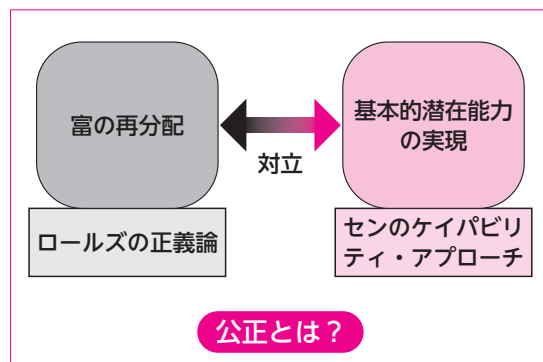 富の再分配
対立
基本的潜在能力
の実現
ロールズの正義論
センのケイパビリ
ティ・アプローチ
公正とは？